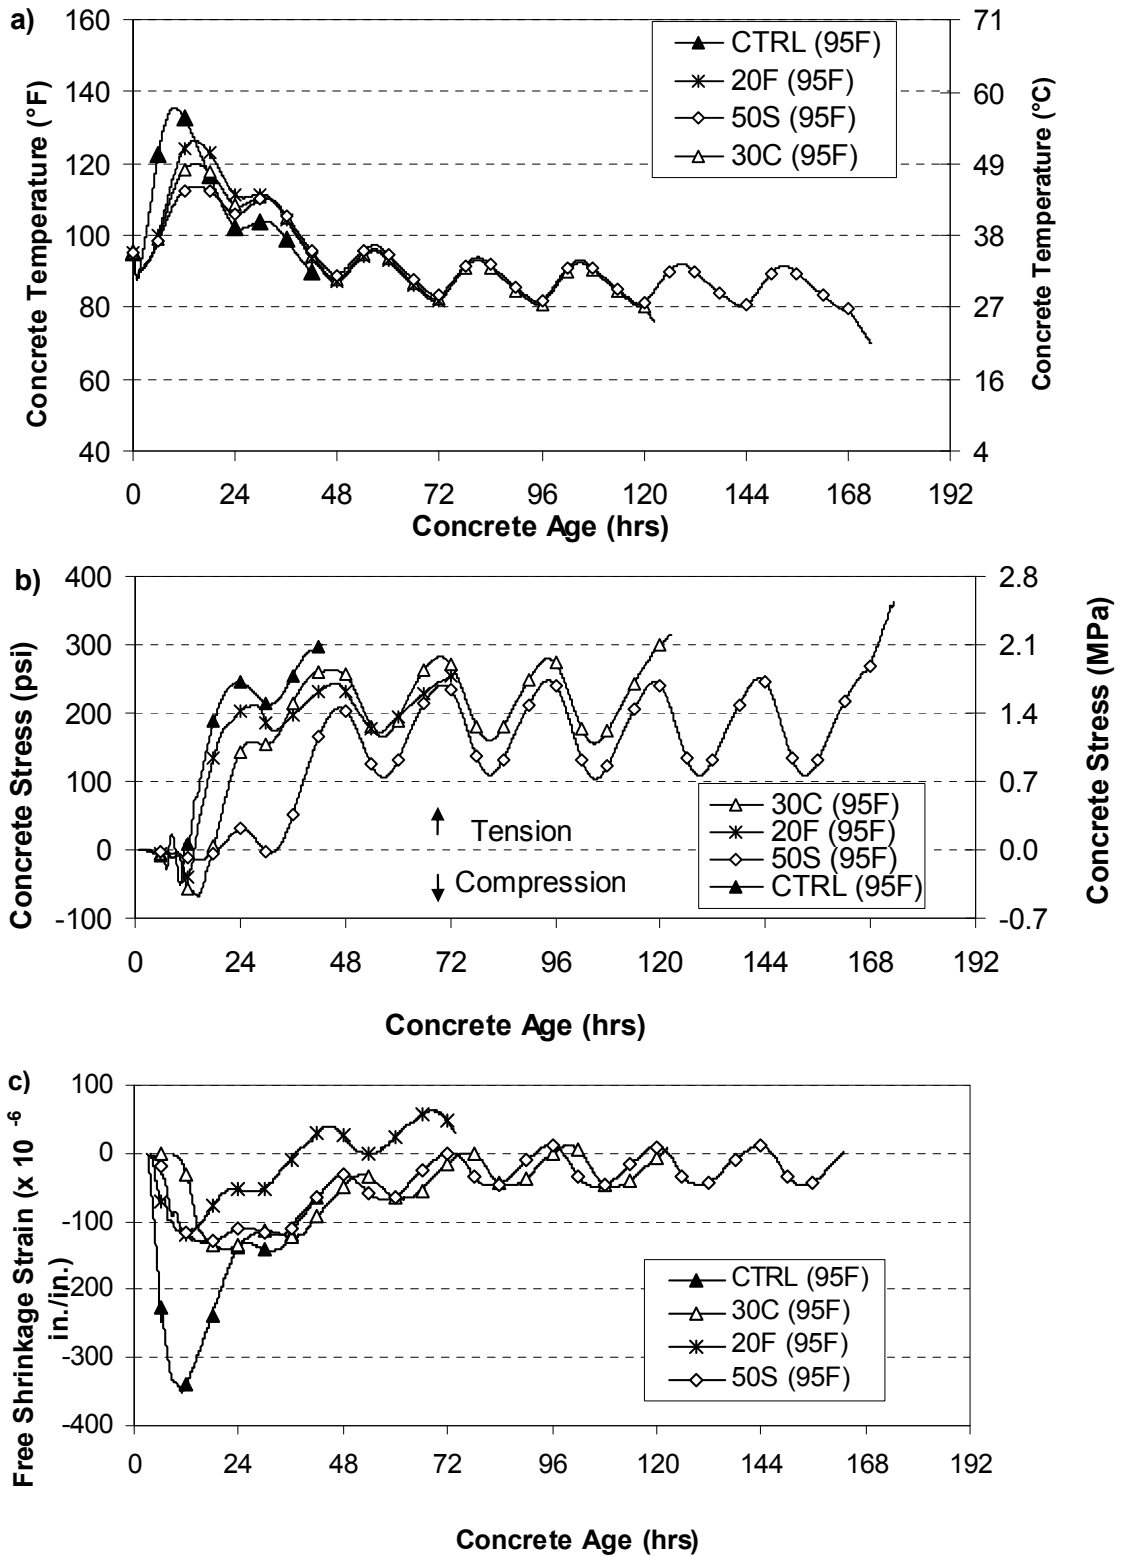 a)
Concrete Temperature (°F)
160
140
120
100
80
60
40
71
60
49
38
27
16
4
Concrete Temperature (°C)
CTRL (95F)
20F (95F)
50S (95F)
30C (95F)
0 24 48 72 96 120 144 168 192
Concrete Age (hrs)
b)
Concrete Stress (psi)
400
300
200
100
0
-100
2.8
2.1
1.4
0.7
0.0
-0.7
Concrete Stress (MPa)
Tension
Compression
30C (95F)
20F (95F)
50S (95F)
CTRL (95F)
0 24 48 72 96 120 144 168 192
Concrete Age (hrs)
c)
Free Shrinkage Strain (x 10 -6
in./in.)
100
0
-100
-200
-300
-400
CTRL (95F)
30C (95F)
20F (95F)
50S (95F)
0 24 48 72 96 120 144 168 192
Concrete Age (hrs)